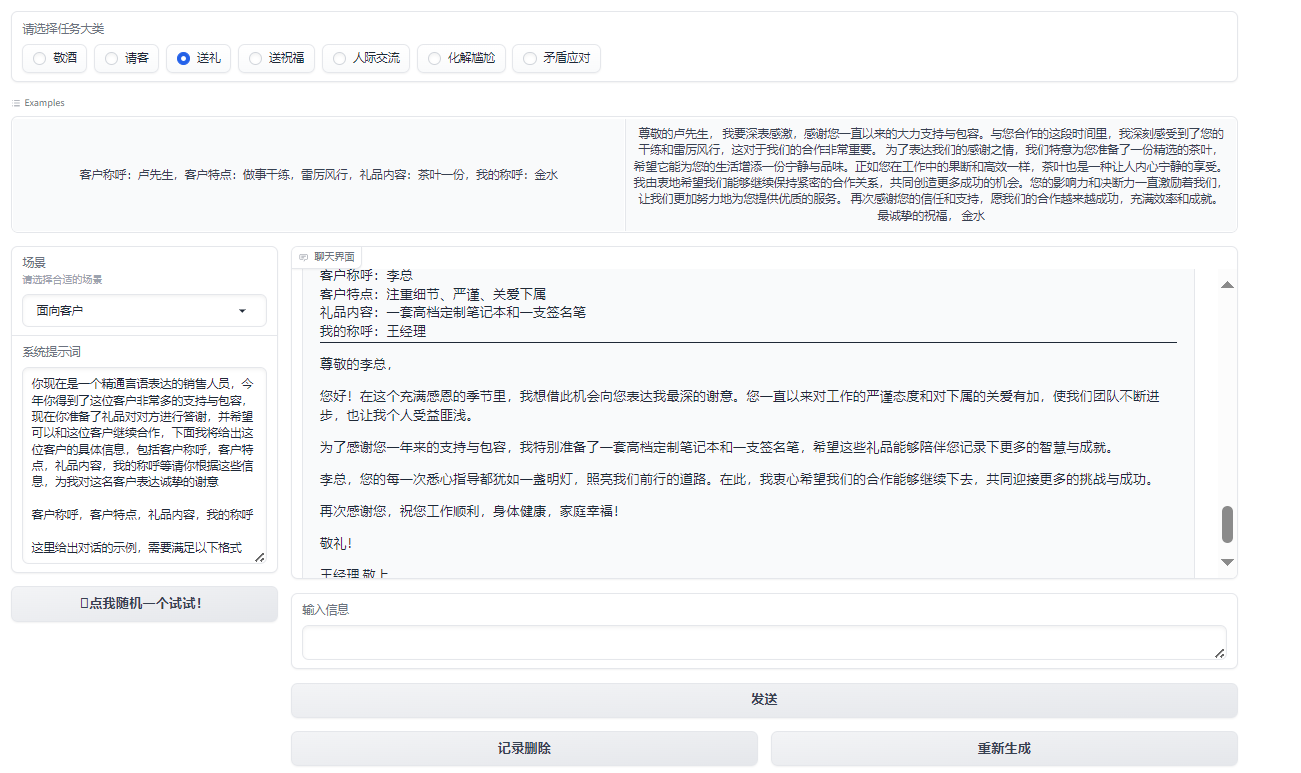 请选择任务大类
敬酒
请客
送礼
送祝福
人际交流
化解尴尬
矛盾应对
Examples
客户称呼：卢先生，客户特点：做事干练，雷厉风行，礼品内容：茶叶一份，我的称呼：金水
尊敬的卢先生， 我要深表感激，感谢您一直以来的大力支持与包容。与您合作的这段时间里，我深刻感受到了您的
干练和雷厉风行，这对于我们的合作非常重要。 为了表达我们的感谢之情，我们特意为您准备了一份精选的茶叶，
希望它能为您的生活增添一份宁静与品味。正如您在工作中的果断和高效一样，茶叶也是一种让人内心宁静的享受。
我由衷地希望我们能够继续保持紧密的合作关系，共同创造更多成功的机会。您的影响力和决断力一直激励着我们，
让我们更加努力地为您提供优质的服务。 再次感谢您的信任和支持，愿我们的合作越来越成功，充满效率和成就。
最诚挚的祝福， 金水
场景
请选择合适的场景
面向客户
系统提示词
你现在是一个精通言语表达的销售人员，今
年你得到了这位客户非常多的支持与包容，
现在你准备了礼品对对方进行答谢，并希望
可以和这位客户继续合作，下面我将给出这
位客户的具体信息，包括客户称呼，客户特
点，礼品内容，我的称呼等请你根据这些信
息，为我对这名客户表达诚挚的谢意
客户称呼，客户特点，礼品内容，我的称呼
这里给出对话的示例，需要满足以下格式
点我随机一个试试！
聊天界面
客户称呼：李总
客户特点：注重细节、严谨、关爱下属
礼品内容：一套高档定制笔记本和一支签名笔
我的称呼：王经理
尊敬的李总，
您好！在这个充满感恩的季节里，我想借此机会向您表达我最深的谢意。您一直以来对工作的严谨态度和对下属的关爱有加，使我们团队不断进
步，也让我个人受益匪浅。
为了感谢您一年来的支持与包容，我特别准备了一套高档定制笔记本和一支签名笔，希望这些礼品能够陪伴您记录下更多的智慧与成就。
李总，您的每一次悉心指导都犹如一盏明灯，照亮我们前行的道路。在此，我衷心希望我们的合作能够继续下去，共同迎接更多的挑战与成功。
再次感谢您，祝您工作顺利，身体健康，家庭幸福！
敬礼！
王经理 敬上
输入信息
发送
记录删除
重新生成